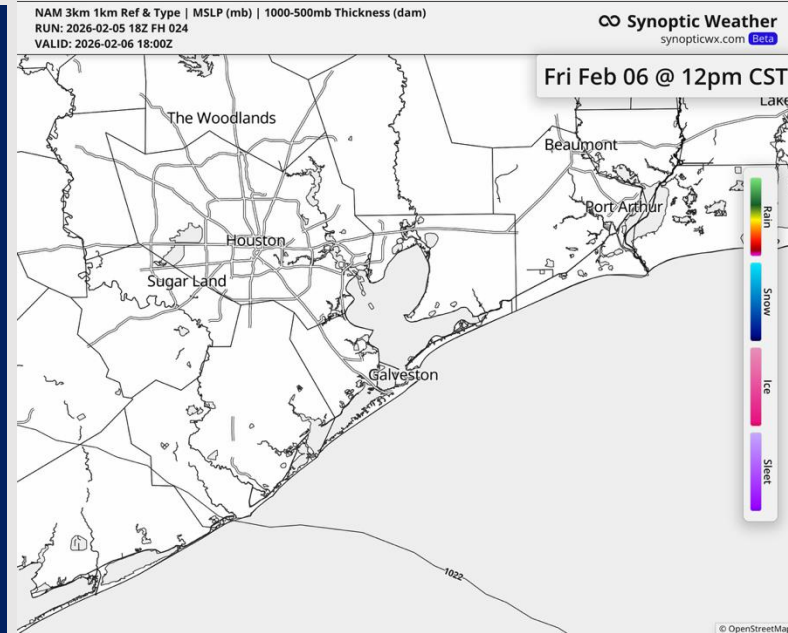 NAM 3km 1km Ref & Type | MSLP (mb) | 1000-500mb Thickness (dam)
RUN: 2026-02-05 18Z FH 024
VALID: 2026-02-06 18:00Z
Synoptic Weather
synopticwx.com Beta
Fri Feb 06 @ 12pm CST
The Woodlands
Lake
Beaumont
Port Arthur
Houston
Sugar Land
Galveston
Rain
Snow
Ice
Sleet
1022
© OpenStreetMap